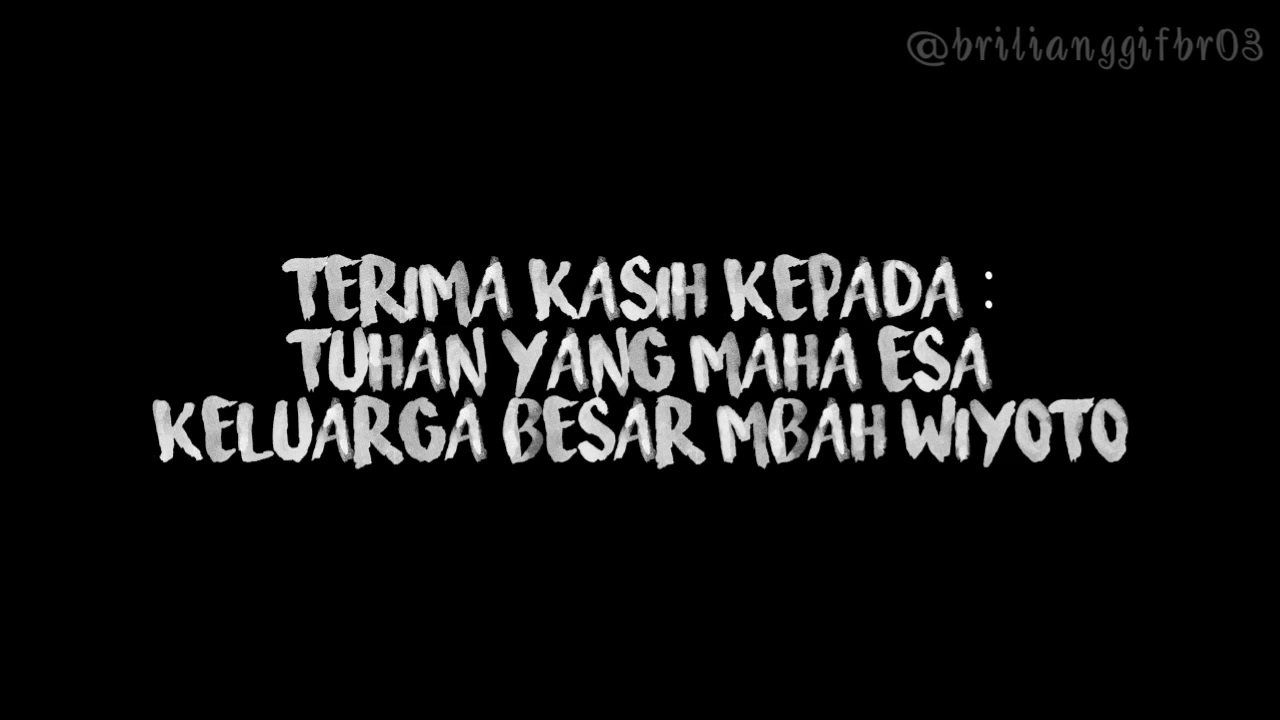 @brilianggifbr03
TERIMA KASIH KEPADA :
TUHAN YANG MAHA ESA
KELUARGA BESAR MBAH WIYOTO